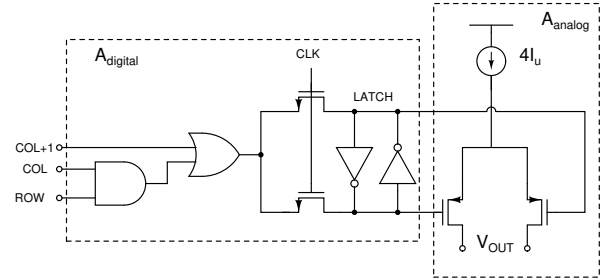 A_analog
A_digital
CLK
4I_u
LATCH
COL+1
COL
ROW
V_OUT